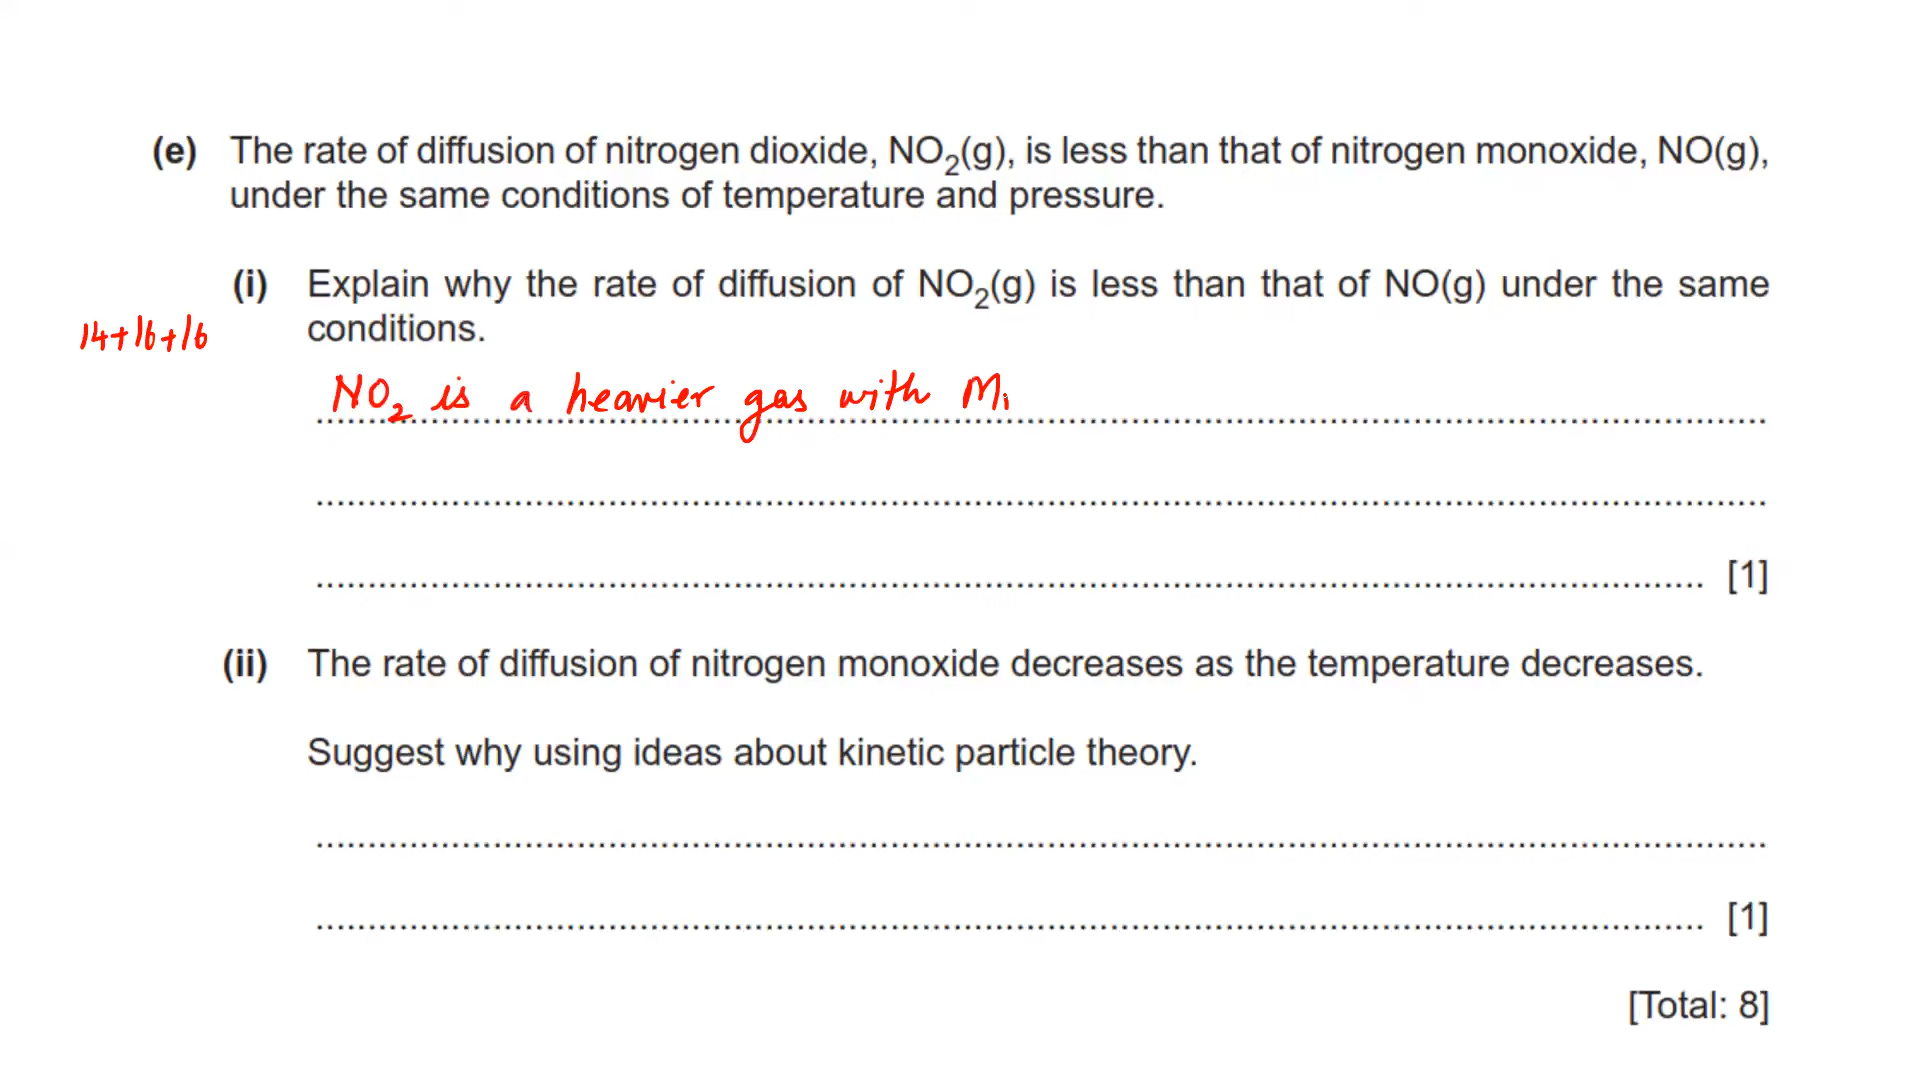 (e) The rate of diffusion of nitrogen dioxide, NO₂(g), is less than that of nitrogen monoxide, NO(g),
under the same conditions of temperature and pressure.
(i) Explain why the rate of diffusion of NO₂(g) is less than that of NO(g) under the same
conditions.
14+16+16
NO₂ is a heavier gas with M
[1]
(ii) The rate of diffusion of nitrogen monoxide decreases as the temperature decreases.
Suggest why using ideas about kinetic particle theory.
[1]
[Total: 8]